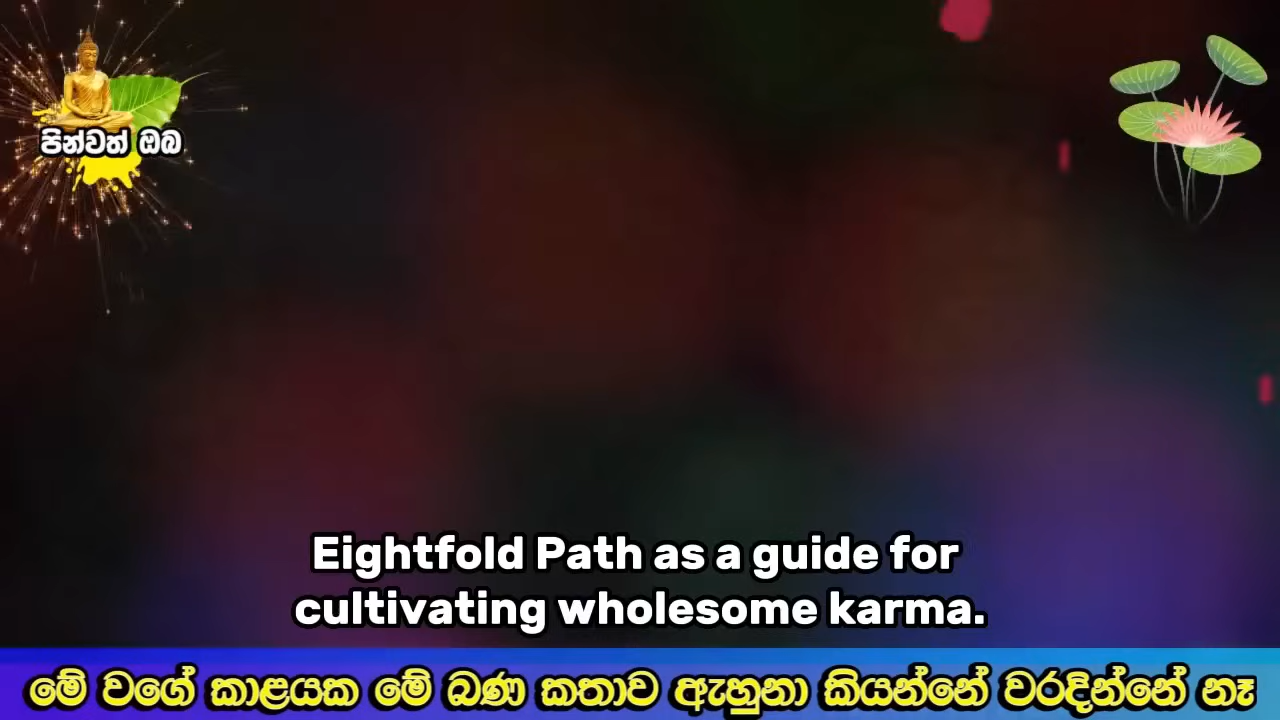 පින්වත් ඔබ
Eightfold Path as a guide for
cultivating wholesome karma.
මේ වගේ කාළයක මේ බණ කතාව ඇහුනා කියන්නේ වරදින්නේ නෑ